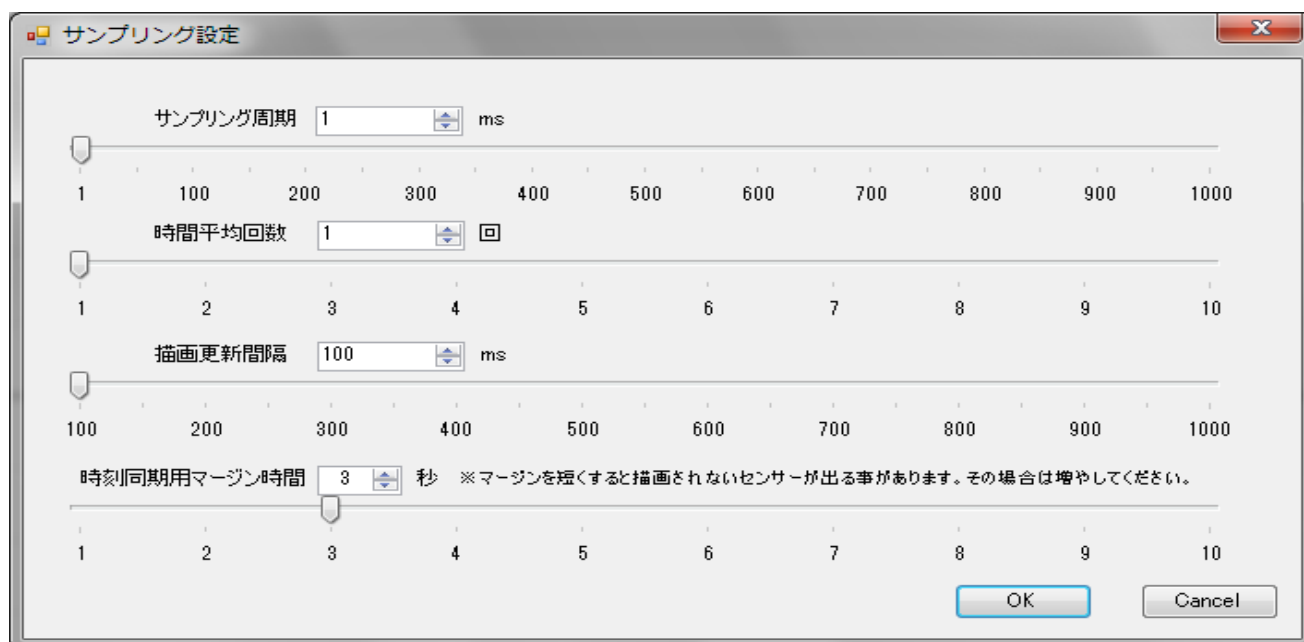 サンプリング設定
サンプリング周期 1 ms
1 100 200 300 400 500 600 700 800 900 1000
時間平均回数 1 回
1 2 3 4 5 6 7 8 9 10
描画更新間隔 100 ms
100 200 300 400 500 600 700 800 900 1000
時刻同期用マージン時間 3 秒 ※マージンを短くすると描画されないセンサーが出る事があります。その場合は増やしてください。
1 2 3 4 5 6 7 8 9 10
OK Cancel